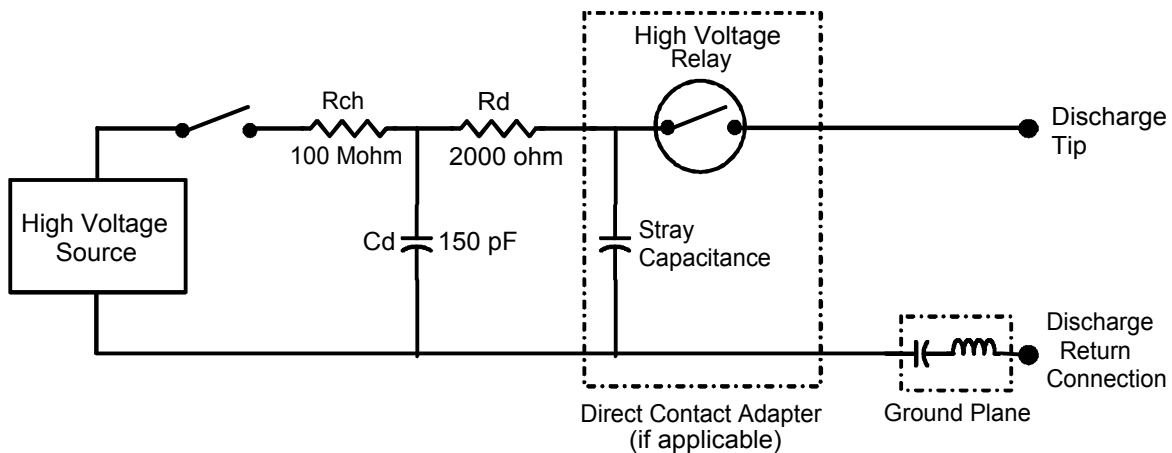 High Voltage
Relay
Rch
Rd
100 Mohm
2000 ohm
Discharge
Tip
High Voltage
Source
Cd
150 pF
Stray
Capacitance
Discharge
Return
Connection
Direct Contact Adapter
(if applicable)
Ground Plane